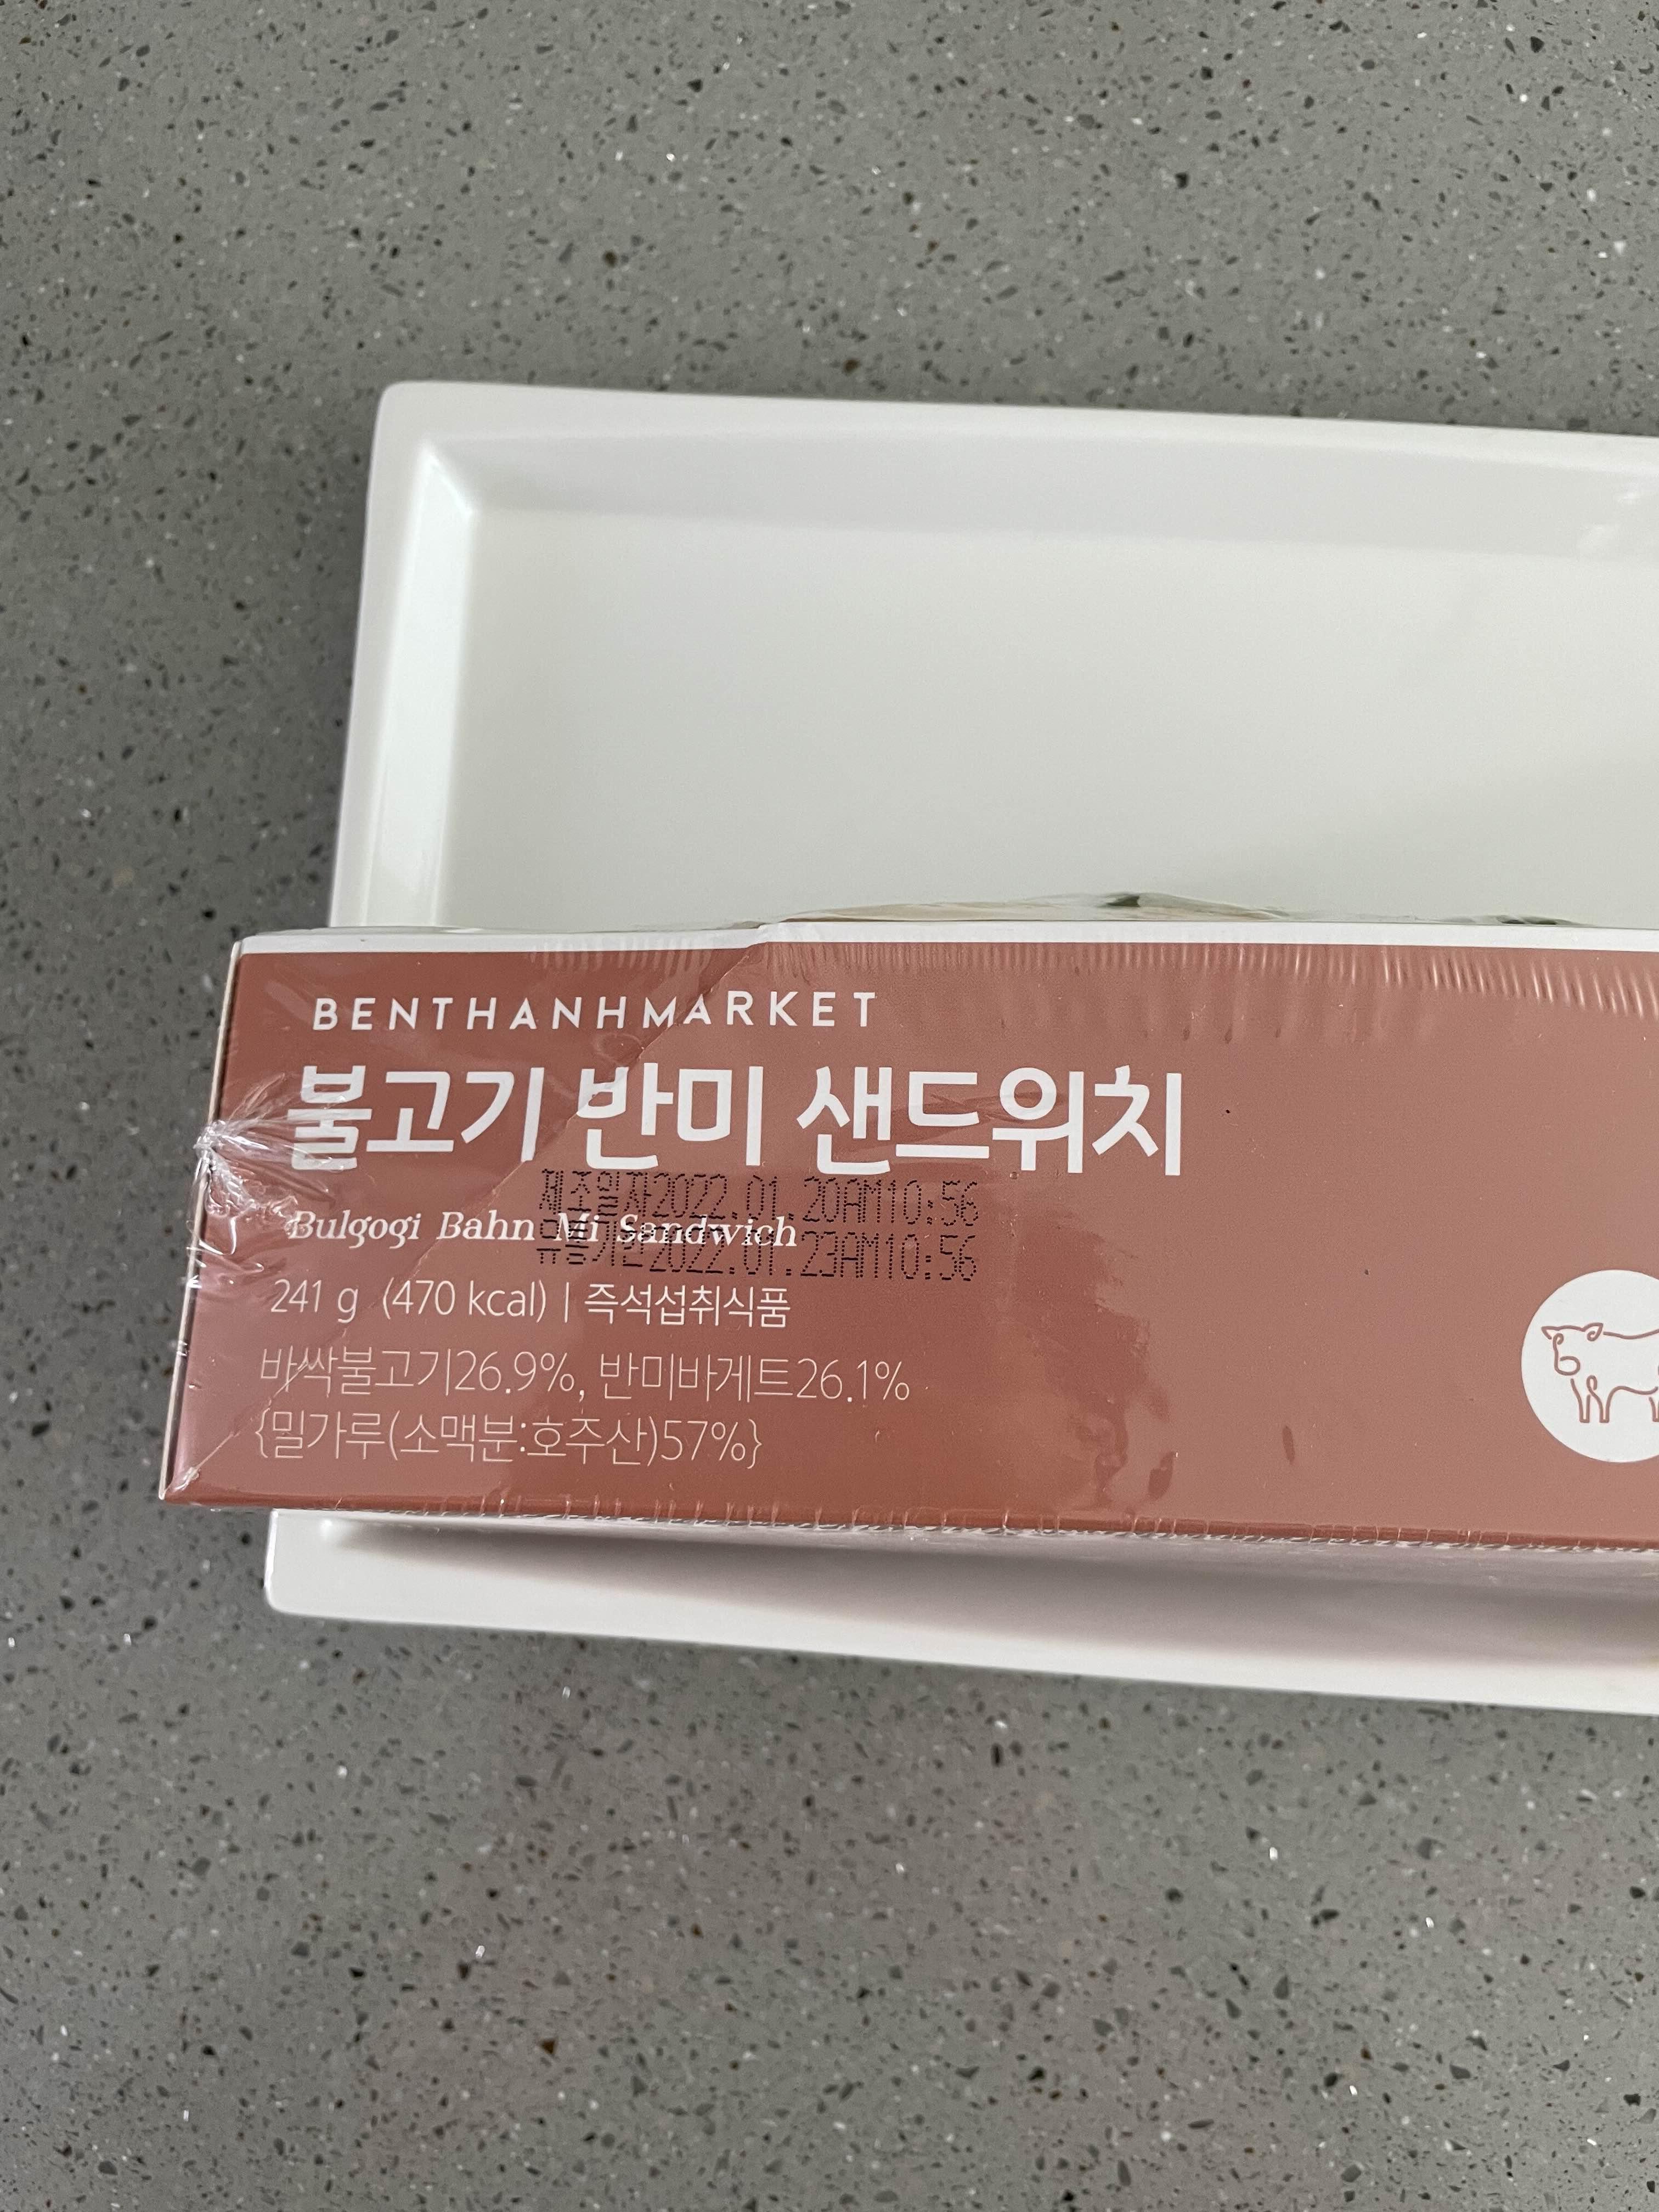 BENTHANHMARKET
불고기 반미 샌드위치
제조일자2022.01.20AM10:56
Bulgogi Bahn Mi Sandwich
유통기한2022.01.23AM10:56
241 g (470 kcal) | 즉석섭취식품
바싹불고기26.9%, 반미바게트26.1%
{밀가루(소맥분:호주산)57%}